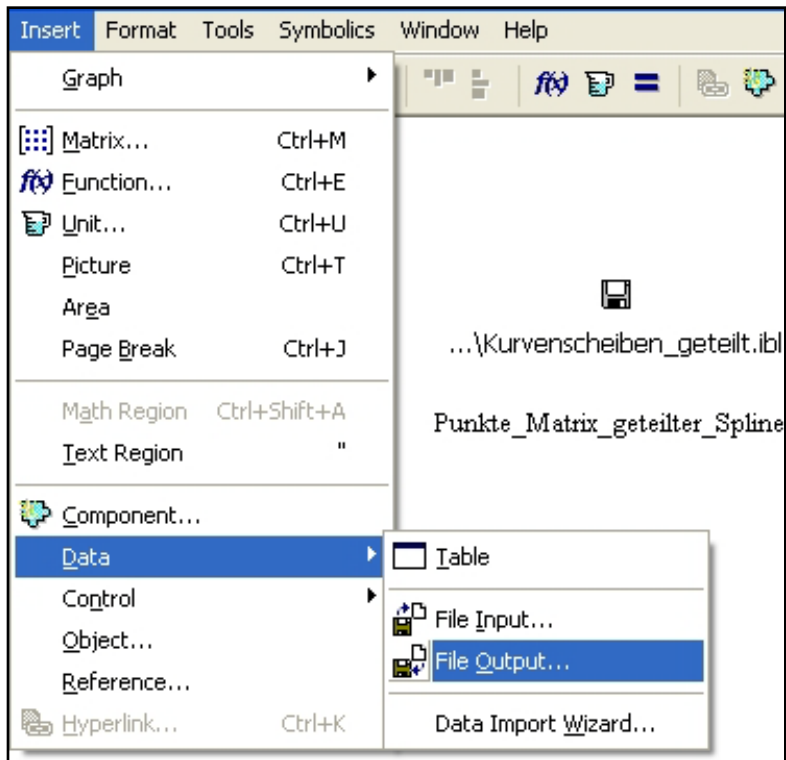 Insert Format Tools Symbolics Window Help
Graph
f(x)
Matrix... Ctrl+M
f(x) Function... Ctrl+E
Unit... Ctrl+U
Picture Ctrl+T
Area
Page Break Ctrl+J
Math Region Ctrl+Shift+A
Text Region "
Component...
Data
Control
Object...
Reference...
Hyperlink... Ctrl+K
Table
File Input...
File Output...
Data Import Wizard...
...\Kurvenscheiben_geteilt.ibl
Punkte_Matrix_geteilter_Spline